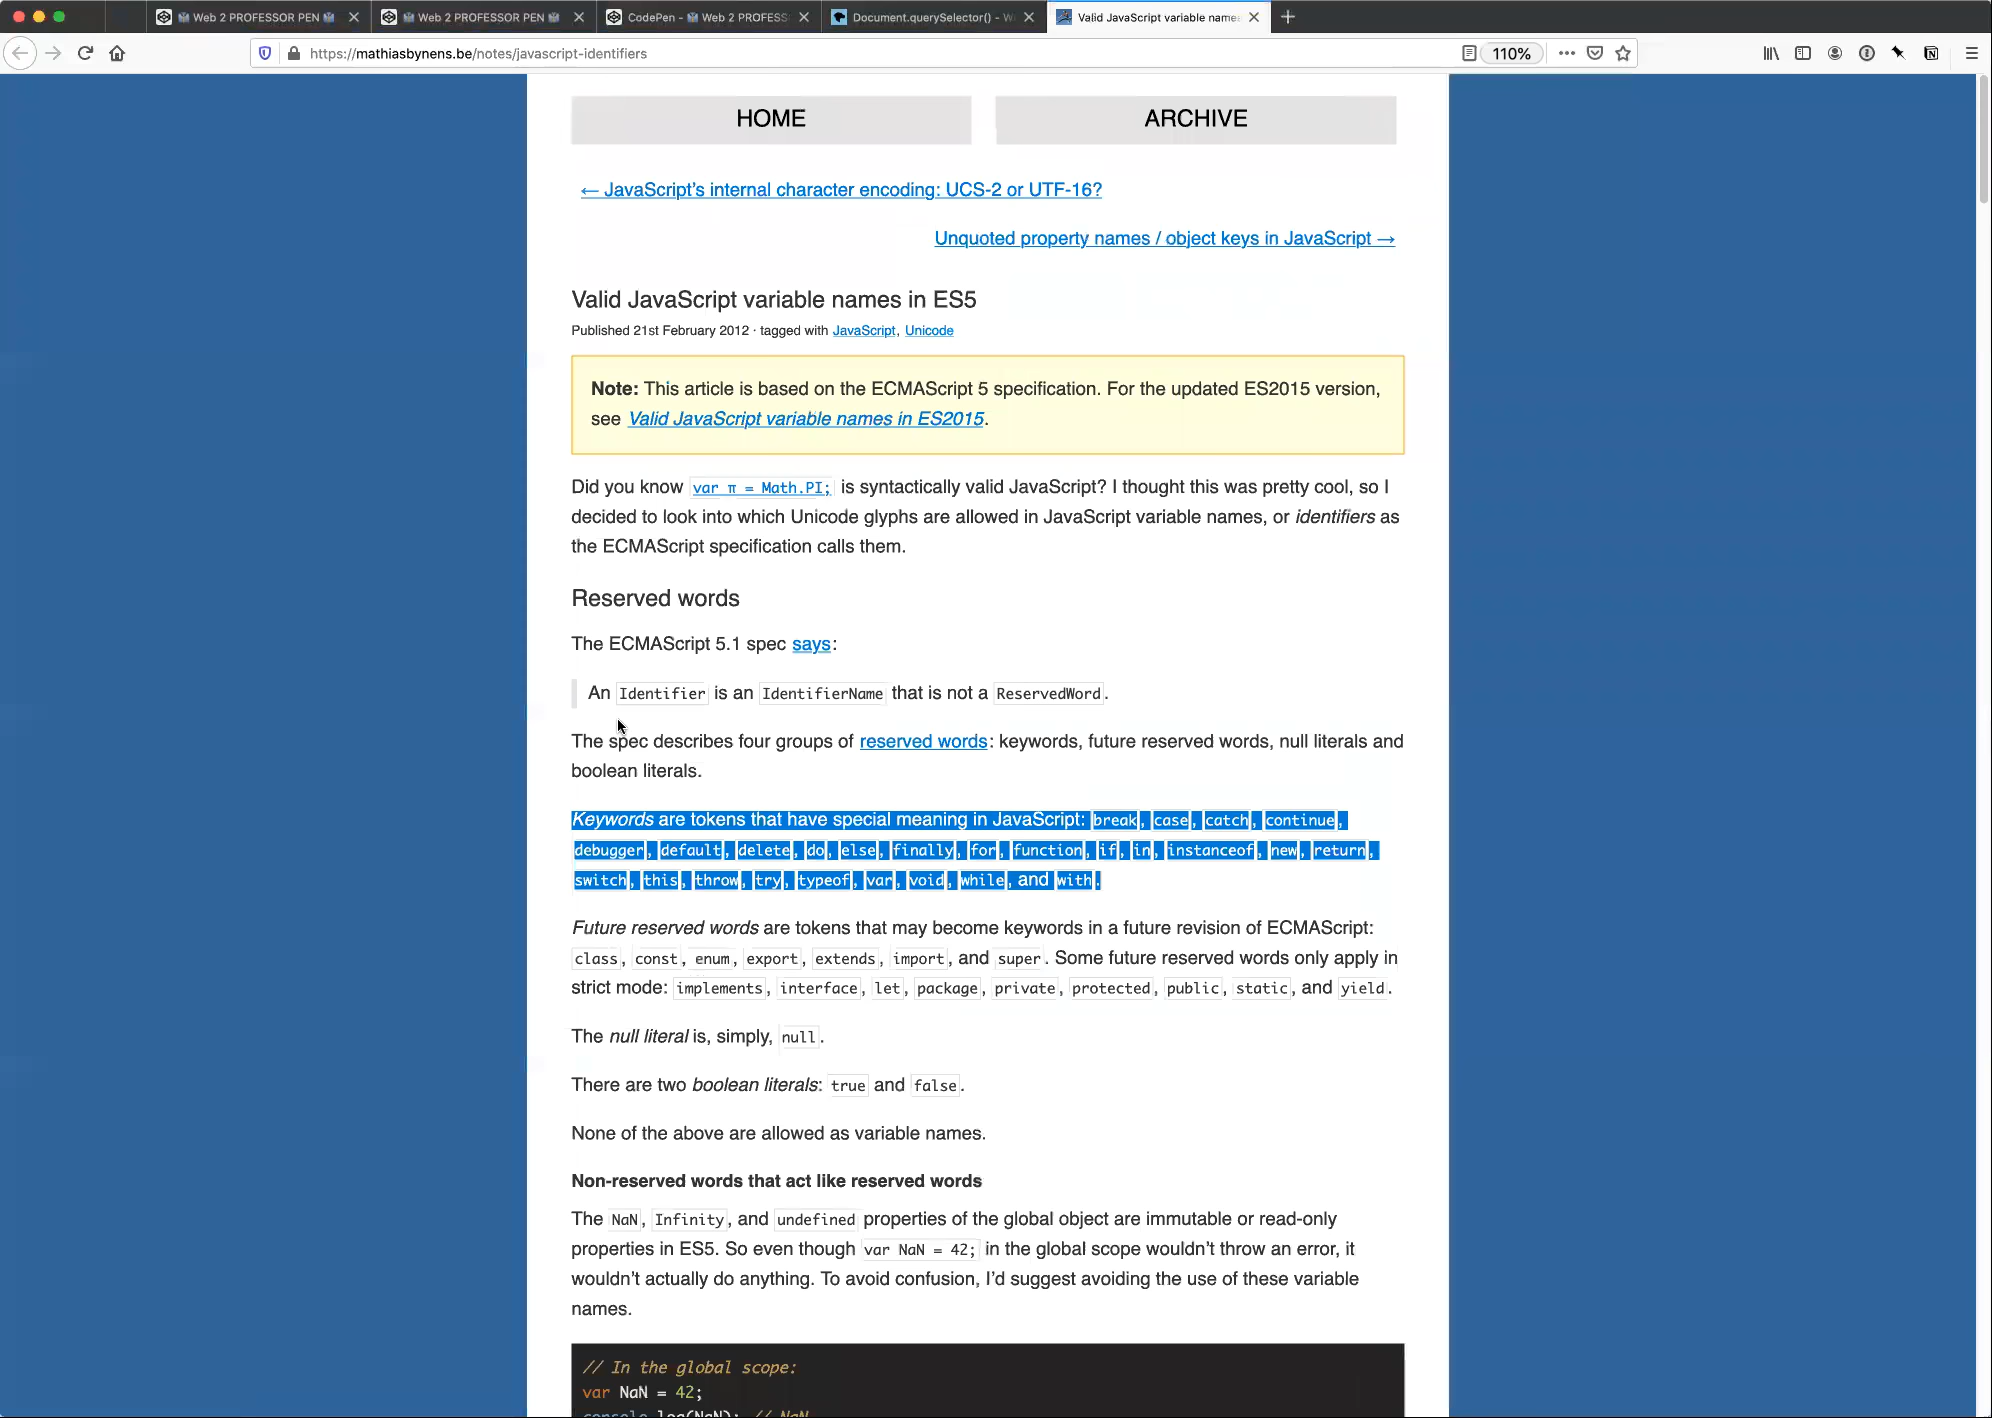 Web 2 PROFESSOR PEN
Web 2 PROFESSOR PEN
CodePen - Web 2 PROFESS
Document.querySelector() - W
Valid JavaScript variable name
https://mathiasbynens.be/notes/javascript-identifiers
110%
HOME
ARCHIVE
← JavaScript’s internal character encoding: UCS-2 or UTF-16?
Unquoted property names / object keys in JavaScript →
Valid JavaScript variable names in ES5
Published 21st February 2012 · tagged with JavaScript, Unicode
Note: This article is based on the ECMAScript 5 specification. For the updated ES2015 version,
see Valid JavaScript variable names in ES2015.
Did you know var π = Math.PI; is syntactically valid JavaScript? I thought this was pretty cool, so I
decided to look into which Unicode glyphs are allowed in JavaScript variable names, or identifiers as
the ECMAScript specification calls them.
Reserved words
The ECMAScript 5.1 spec says:
An Identifier is an IdentifierName that is not a ReservedWord.
The spec describes four groups of reserved words: keywords, future reserved words, null literals and
boolean literals.
Keywords are tokens that have special meaning in JavaScript: break, case, catch, continue,
debugger, default, delete, do, else, finally, for, function, if, in, instanceof, new, return,
switch, this, throw, try, typeof, var, void, while, and with.
Future reserved words are tokens that may become keywords in a future revision of ECMAScript:
class, const, enum, export, extends, import, and super. Some future reserved words only apply in
strict mode: implements, interface, let, package, private, protected, public, static, and yield.
The null literal is, simply, null.
There are two boolean literals: true and false.
None of the above are allowed as variable names.
Non-reserved words that act like reserved words
The NaN, Infinity, and undefined properties of the global object are immutable or read-only
properties in ES5. So even though var NaN = 42; in the global scope wouldn’t throw an error, it
wouldn’t actually do anything. To avoid confusion, I’d suggest avoiding the use of these variable
names.
// In the global scope:
var NaN = 42;
console.log(NaN); // NaN